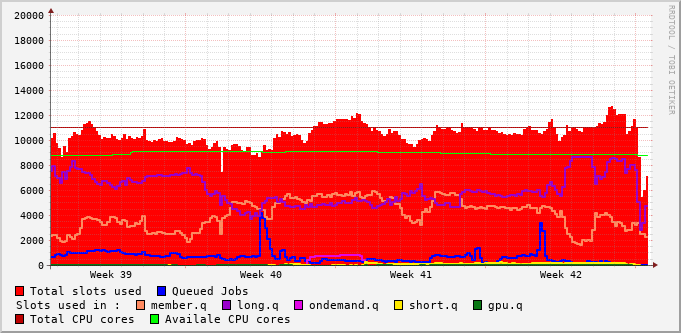 20000
18000
16000
14000
12000
10000
8000
6000
4000
2000
0
Week 39 Week 40 Week 41 Week 42
RRDTOOL / TOBI OETIKER
Total slots used Queued Jobs
Slots used in : member.q long.q ondemand.q short.q gpu.q
Total CPU cores Availale CPU cores